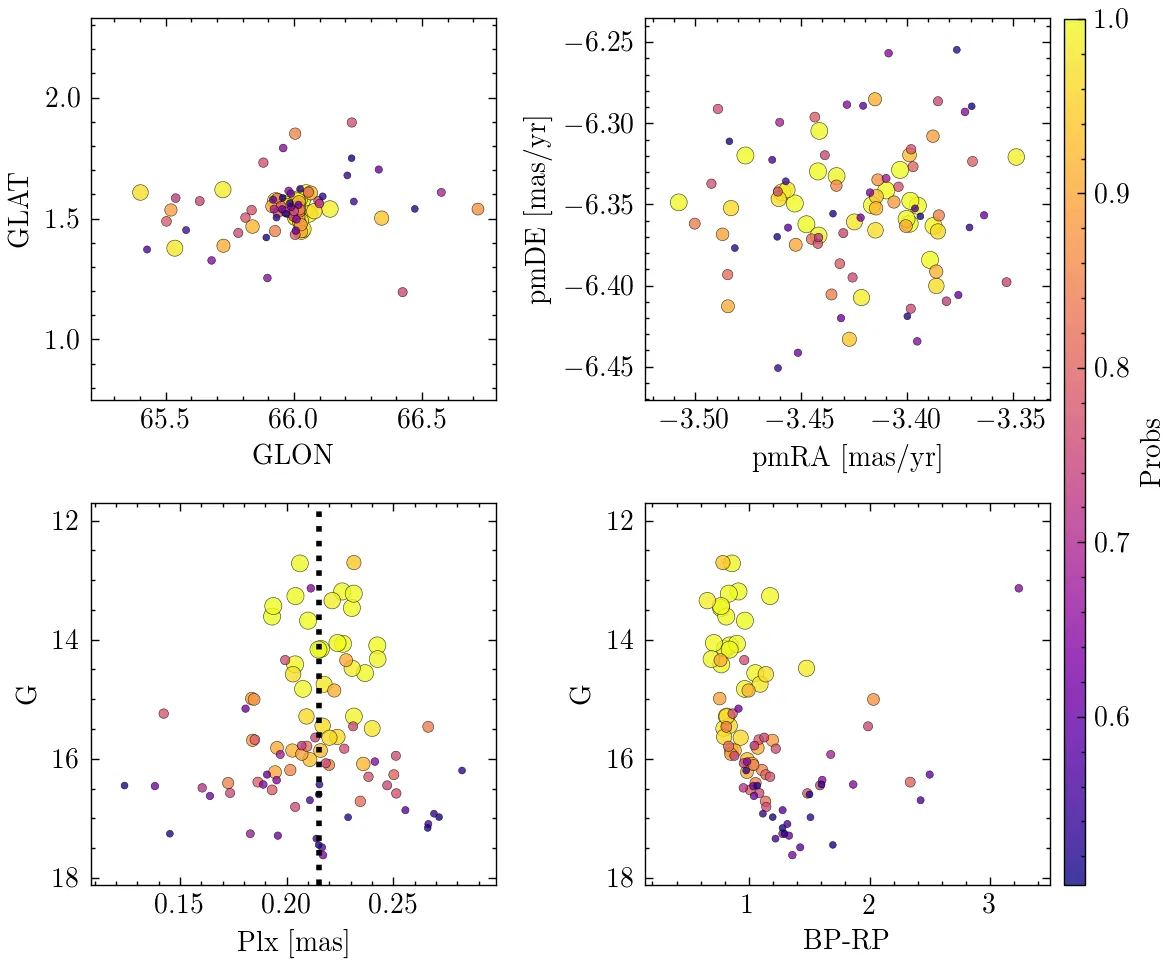 2.0
1.5
1.0
GLAT
65.5 66.0 66.5
GLON
−6.25
−6.30
−6.35
−6.40
−6.45
pmDE [mas/yr]
−3.50 −3.45 −3.40 −3.35
pmRA [mas/yr]
12
14
16
18
G
0.15 0.20 0.25
Plx [mas]
12
14
16
18
G
1 2 3
BP-RP
1.0
0.9
0.8
0.7
0.6
Probs